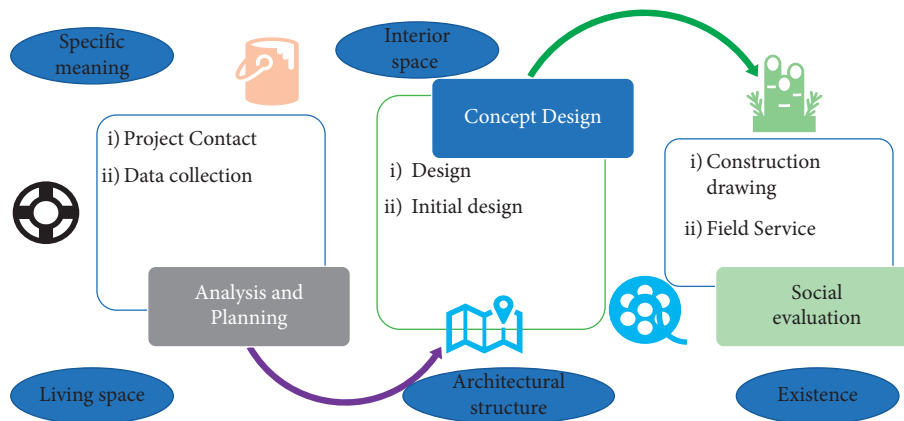 Specific
meaning
Interior
space
Concept Design
i) Project Contact
ii) Data collection
i) Design
ii) Initial design
i) Construction
drawing
ii) Field Service
Analysis and
Planning
Social
evaluation
Living space
Architectural
structure
Existence